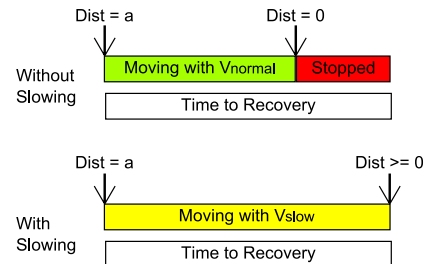 Dist = a Dist = 0
Without Slowing
Moving with Vnormal Stopped
Time to Recovery
Dist = a Dist >= 0
With Slowing
Moving with Vslow
Time to Recovery